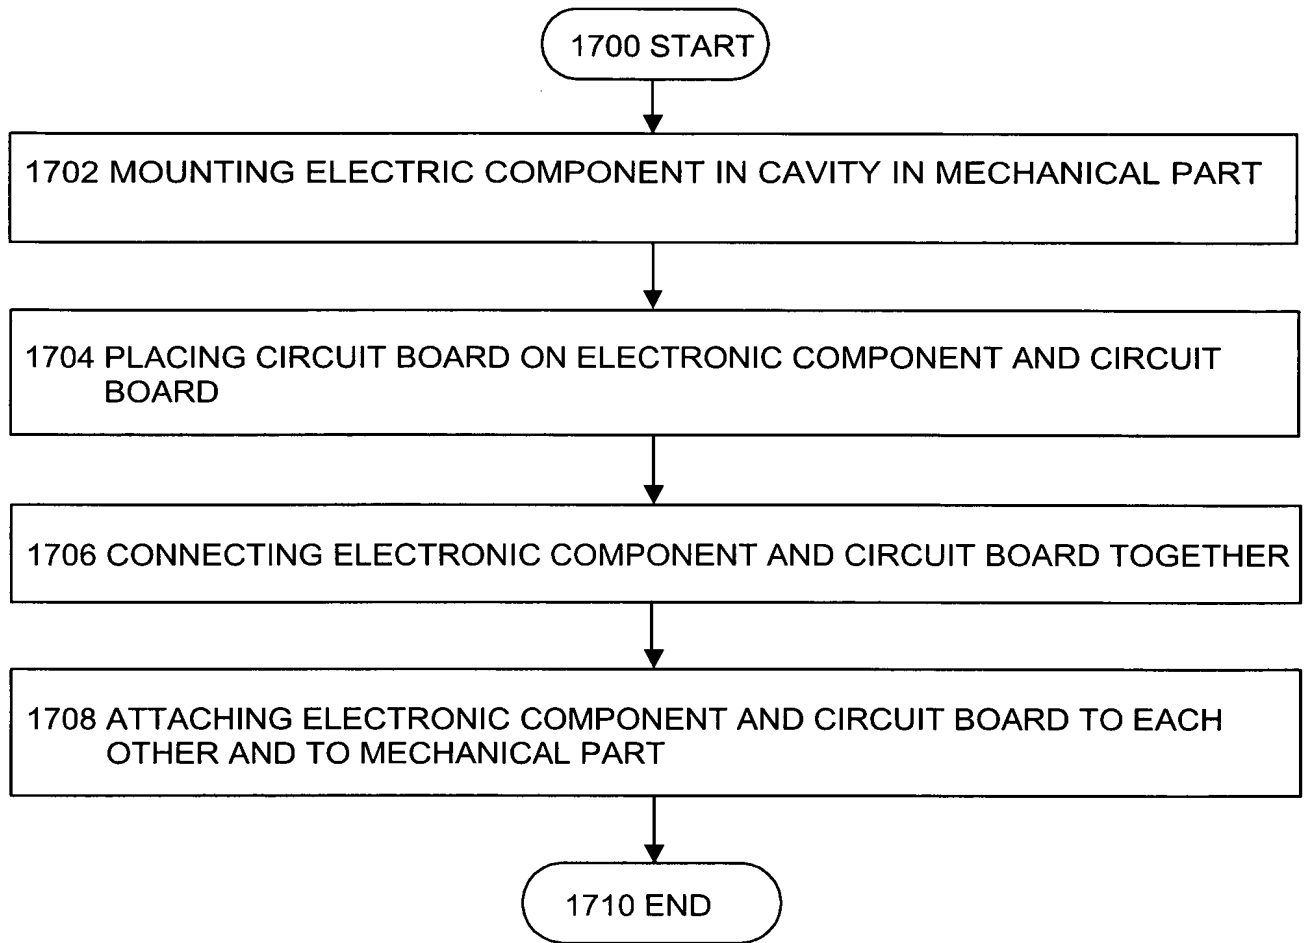 1700 START
1702 MOUNTING ELECTRIC COMPONENT IN CAVITY IN MECHANICAL PART
1704 PLACING CIRCUIT BOARD ON ELECTRONIC COMPONENT AND CIRCUIT
BOARD
1706 CONNECTING ELECTRONIC COMPONENT AND CIRCUIT BOARD TOGETHER
1708 ATTACHING ELECTRONIC COMPONENT AND CIRCUIT BOARD TO EACH
OTHER AND TO MECHANICAL PART
1710 END